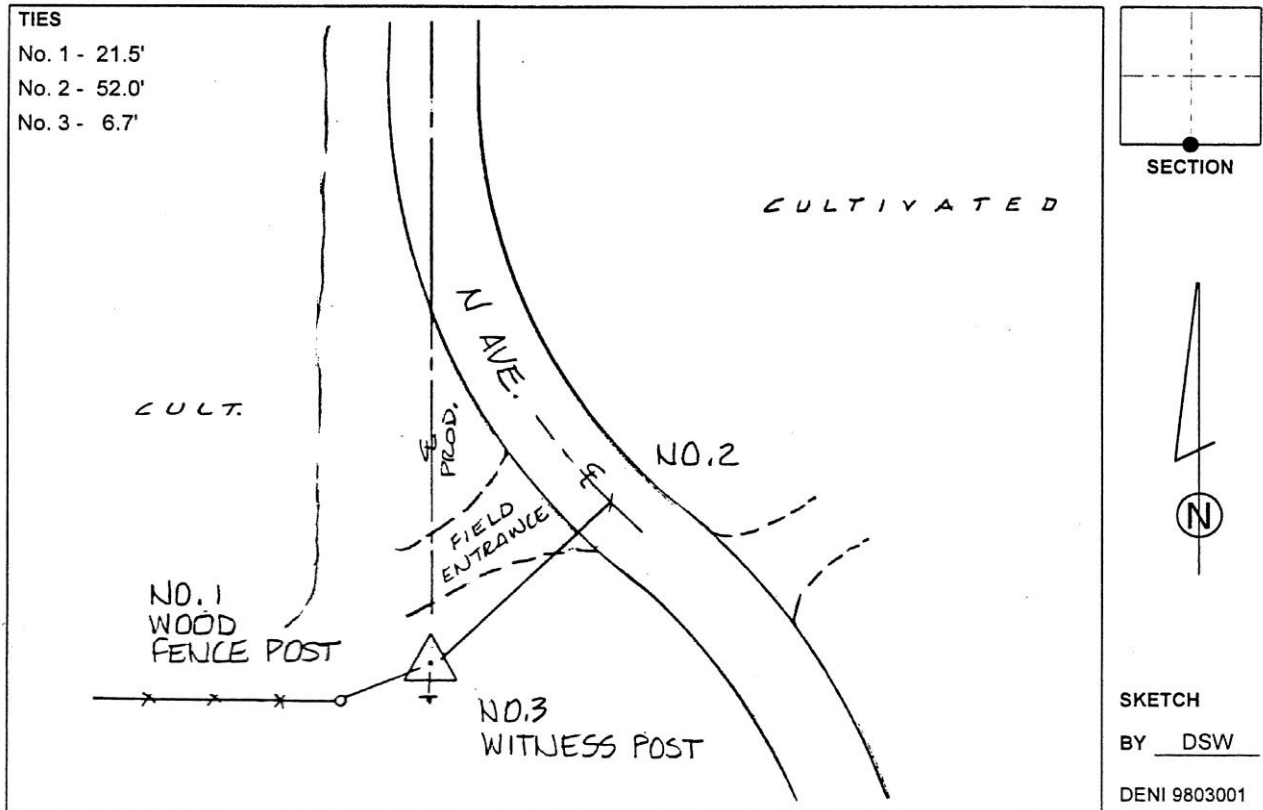 TIES
No. 1 - 21.5'
No. 2 - 52.0'
No. 3 - 6.7'
SECTION
CULTIVATED
N AVE.
CULT.
℄ PROD.
℄
NO.2
FIELD
ENTRANCE
N
NO.1
WOOD
FENCE POST
NO.3
WITNESS POST
SKETCH
BY DSW
DENI 9803001